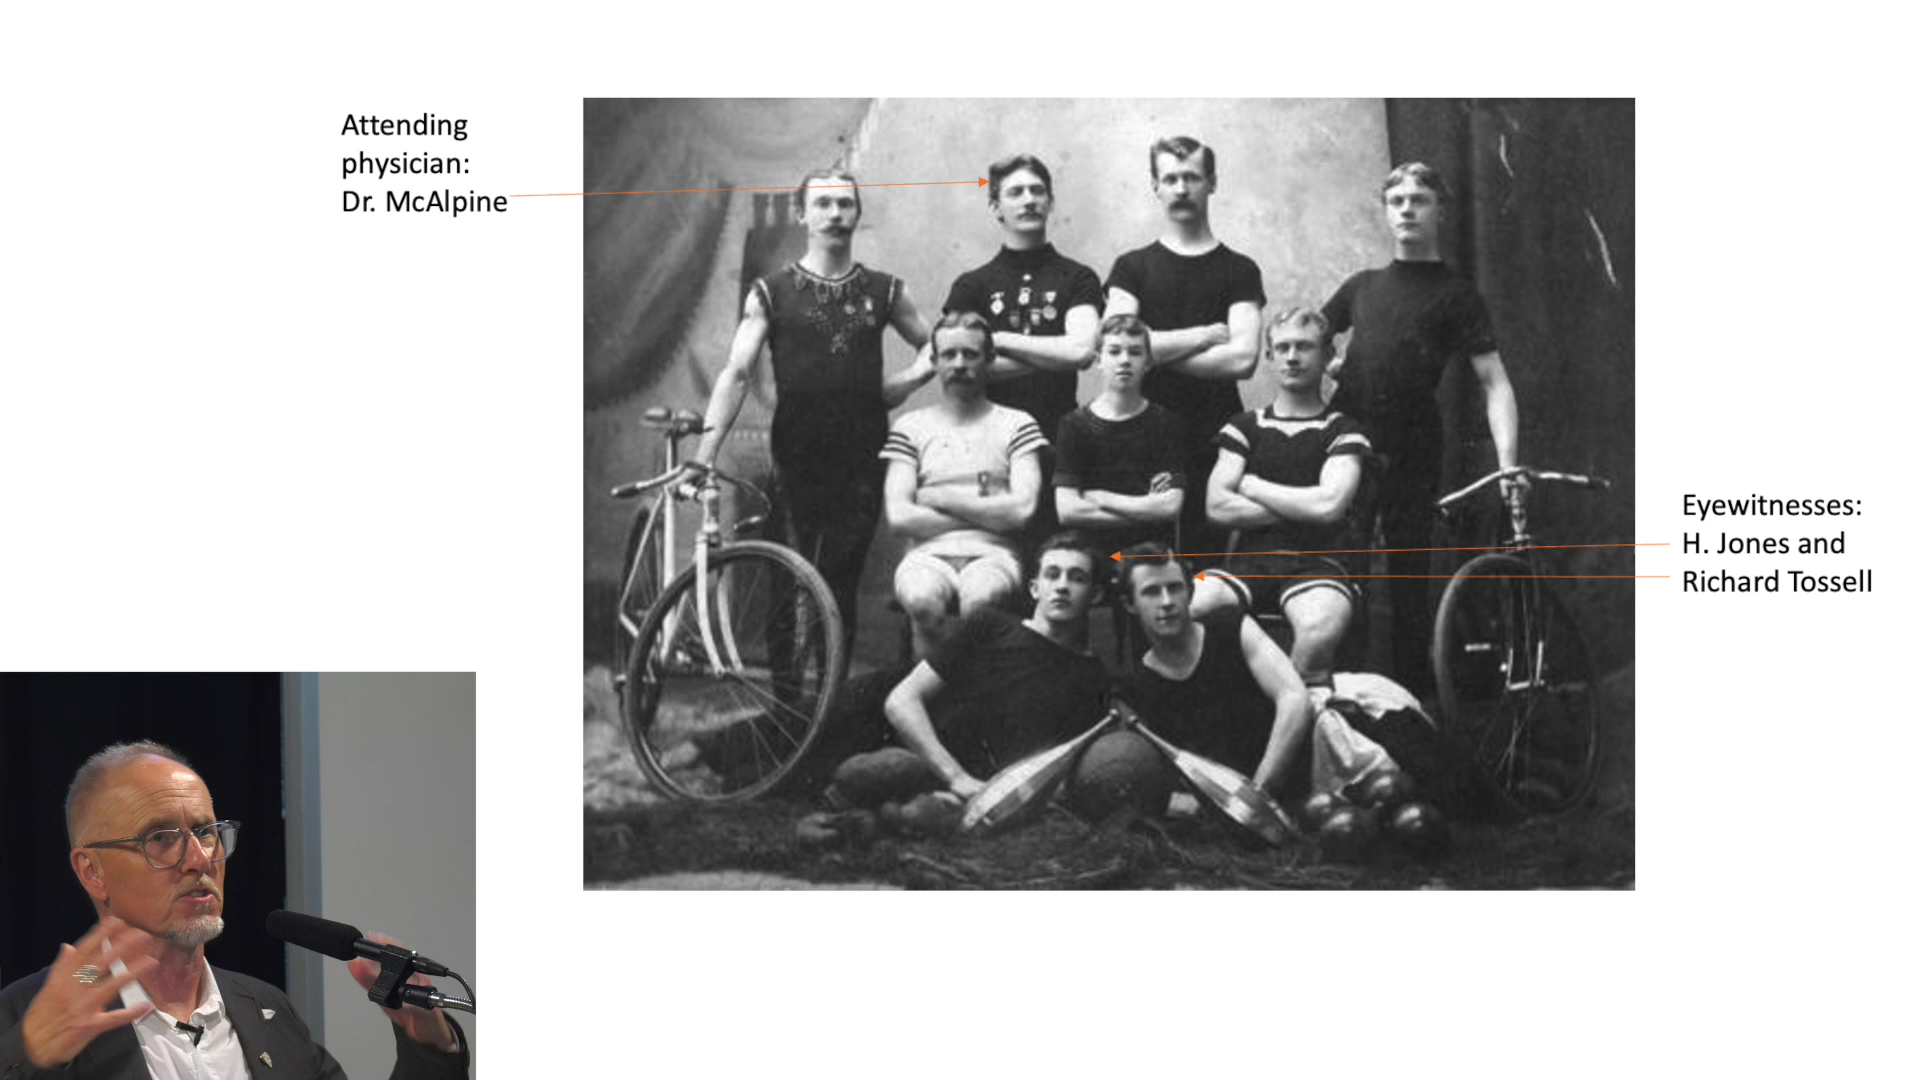 Attending
physician:
Dr. McAlpine
Eyewitnesses:
H. Jones and
Richard Tossell